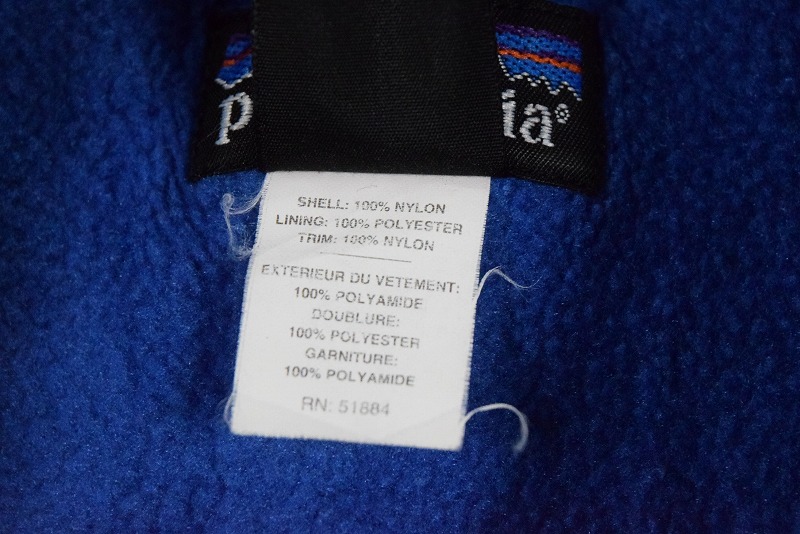 p ia®
SHELL: 100% NYLON
LINING: 100% POLYESTER
TRIM: 100% NYLON
EXTERIEUR DU VETEMENT:
100% POLYAMIDE
DOUBLURE:
100% POLYESTER
GARNITURE:
100% POLYAMIDE
RN: 51884